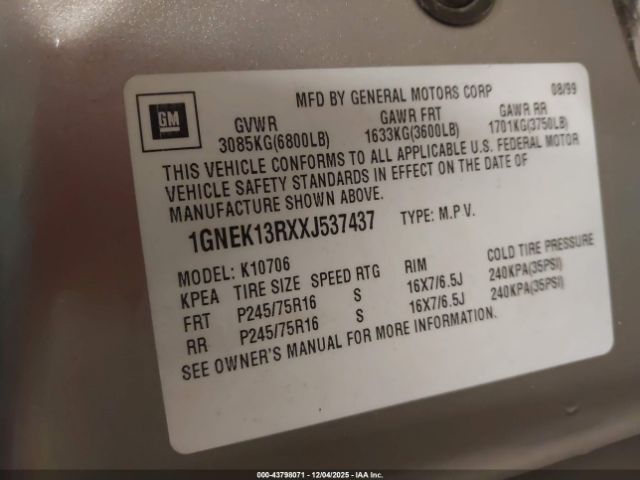 GM
MFD BY GENERAL MOTORS CORP 08/99
GVWR GAWR FRT GAWR RR
3085KG(6800LB) 1633KG(3600LB) 1701KG(3750LB)
THIS VEHICLE CONFORMS TO ALL APPLICABLE U.S. FEDERAL MOTOR
VEHICLE SAFETY STANDARDS IN EFFECT ON THE DATE OF
MANUFACTURE SHOWN ABOVE.
1GNEK13RXXJ537437 TYPE: M.P.V.
MODEL: K10706
KPEA TIRE SIZE SPEED RTG RIM COLD TIRE PRESSURE
FRT P245/75R16 S 16X7/6.5J 240KPA(35PSI)
RR P245/75R16 S 16X7/6.5J 240KPA(35PSI)
SEE OWNER'S MANUAL FOR MORE INFORMATION.
000-43798071 - 12/04/2025 - IAA Inc.